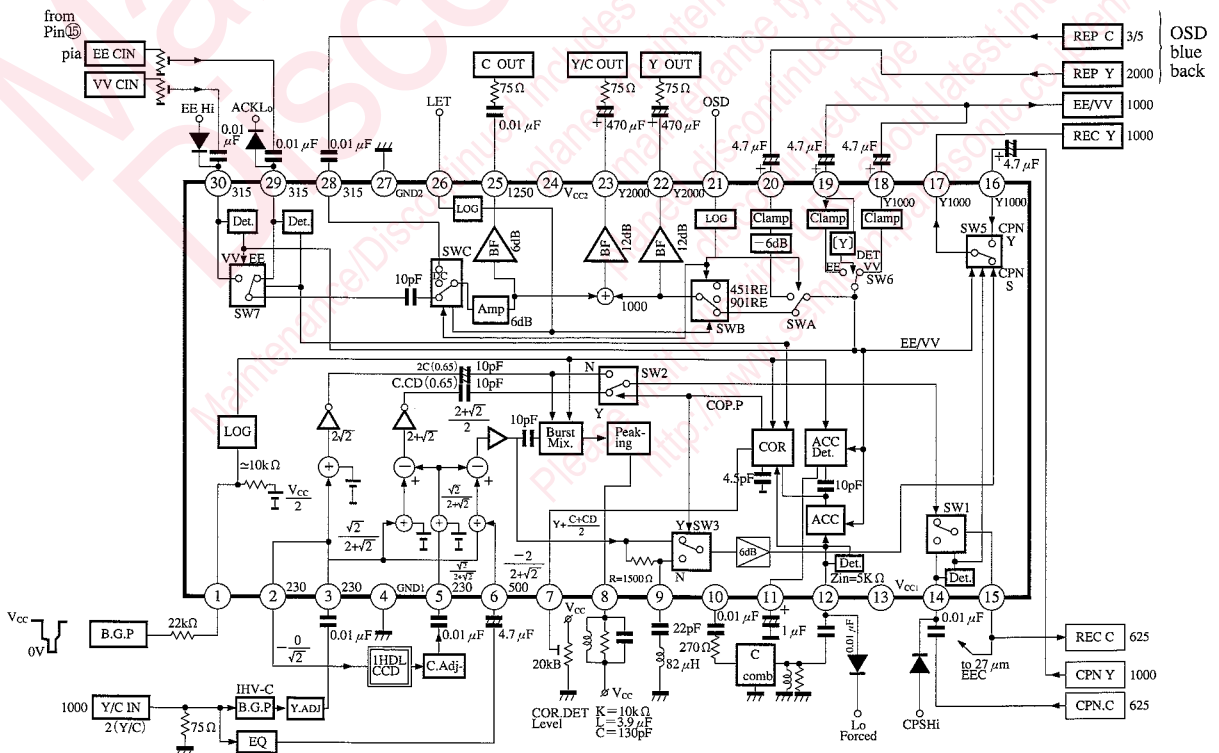 from
Pin⑮
pia
EE CIN
VV CIN
EE Hi
ACKLo
0.01
μF
0.01
μF
0.01 μF
0.01 μF
LET
C OUT
75Ω
0.01 μF
Y/C OUT
75Ω
+
470 μF
Y OUT
75Ω
+
470 μF
OSD
4.7 μF
+
4.7 μF
+
4.7 μF
+
4.7 μF
+
REP C
3/5
REP Y
2000
EE/VV
1000
REC Y
1000
OSD
blue
back
30
315
29
315
28
315
27
GND2
26
25
1250
24
VCC2
23
Y2000
22
Y2000
21
20
19
18
Y1000
17
Y1000
16
Y1000
Det.
Det.
VV
EE
SW7
10pF
LOG
SWC
DC
BF
6dB
Amp
6dB
BF
12dB
BF
12dB
+
1000
LOG
451RE
901RE
SWB
Clamp
−6dB
SWA
Clamp
[Y]
EE
DET
VV
SW6
Clamp
SW5
CPN
Y
CPN
S
EE/VV
LOG
≃10kΩ
VCC
2
2√2
2C (0.65)
10pF
C.CD (0.65)
10pF
2+√2
2+√2
2
10pF
Burst
Mix.
Peak-
ing
N
SW2
Y
COP.P
COR
4.5pF
ACC
Det.
10pF
ACC
Det.
Zin=5KΩ
SW1
Det.
VCC1
√2
2+√2
√2
2+√2
√2
2+√2
−2
2+√2
Y+
C+CD
2
Y
SW3
N
R=1500Ω
6dB
1
2
230
3
230
4
GND1
5
230
6
500
7
8
9
10
11
12
13
14
15
VCC
0V
B.G.P
22kΩ
−
0
√2
0.01 μF
1HDL
CCD
C.Adj-
0.01 μF
4.7 μF
1000
Y/C IN
2 (Y/C)
75Ω
IHV-C
B.G.P
Y.ADJ
EQ
VCC
20kB
COR.DET
Level
VCC
K=10kΩ
L=3.9 μF
C=130pF
22pF
82 μH
0.01 μF
270Ω
C
comb
+
1 μF
0.01 μF
Lo
Forced
CPSHi
0.01 μF
to 27 μm
EEC
REC C
625
CPN Y
1000
CPN.C
625